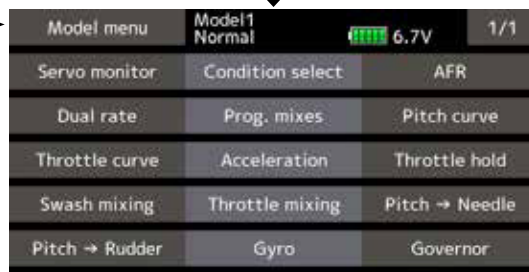 Model menu
Model1
Normal
6.7V
1/1
Servo monitor
Condition select
AFR
Dual rate
Prog. mixes
Pitch curve
Throttle curve
Acceleration
Throttle hold
Swash mixing
Throttle mixing
Pitch → Needle
Pitch → Rudder
Gyro
Governor